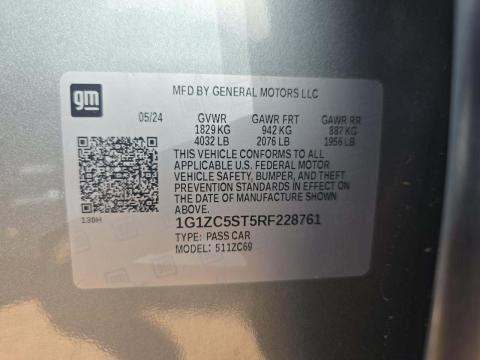 gm
MFD BY GENERAL MOTORS LLC
05/24 GVWR GAWR FRT GAWR RR
1829 KG 942 KG 887 KG
4032 LB 2076 LB 1956 LB
THIS VEHICLE CONFORMS TO ALL
APPLICABLE U.S. FEDERAL MOTOR
VEHICLE SAFETY, BUMPER, AND THEFT
PREVENTION STANDARDS IN EFFECT ON
THE DATE OF MANUFACTURE SHOWN
ABOVE.
139H
1G1ZC5ST5RF228761
TYPE: PASS CAR
MODEL: 511ZC69